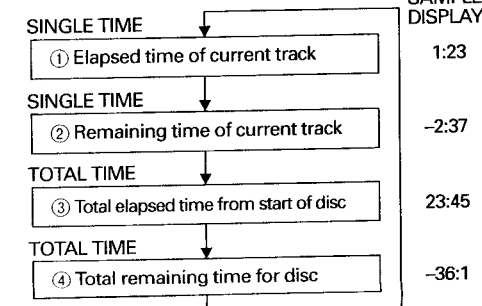 SAMPLE
DISPLAY
SINGLE TIME
① Elapsed time of current track 1:23
SINGLE TIME
② Remaining time of current track –2:37
TOTAL TIME
③ Total elapsed time from start of disc 23:45
TOTAL TIME
④ Total remaining time for disc –36:1